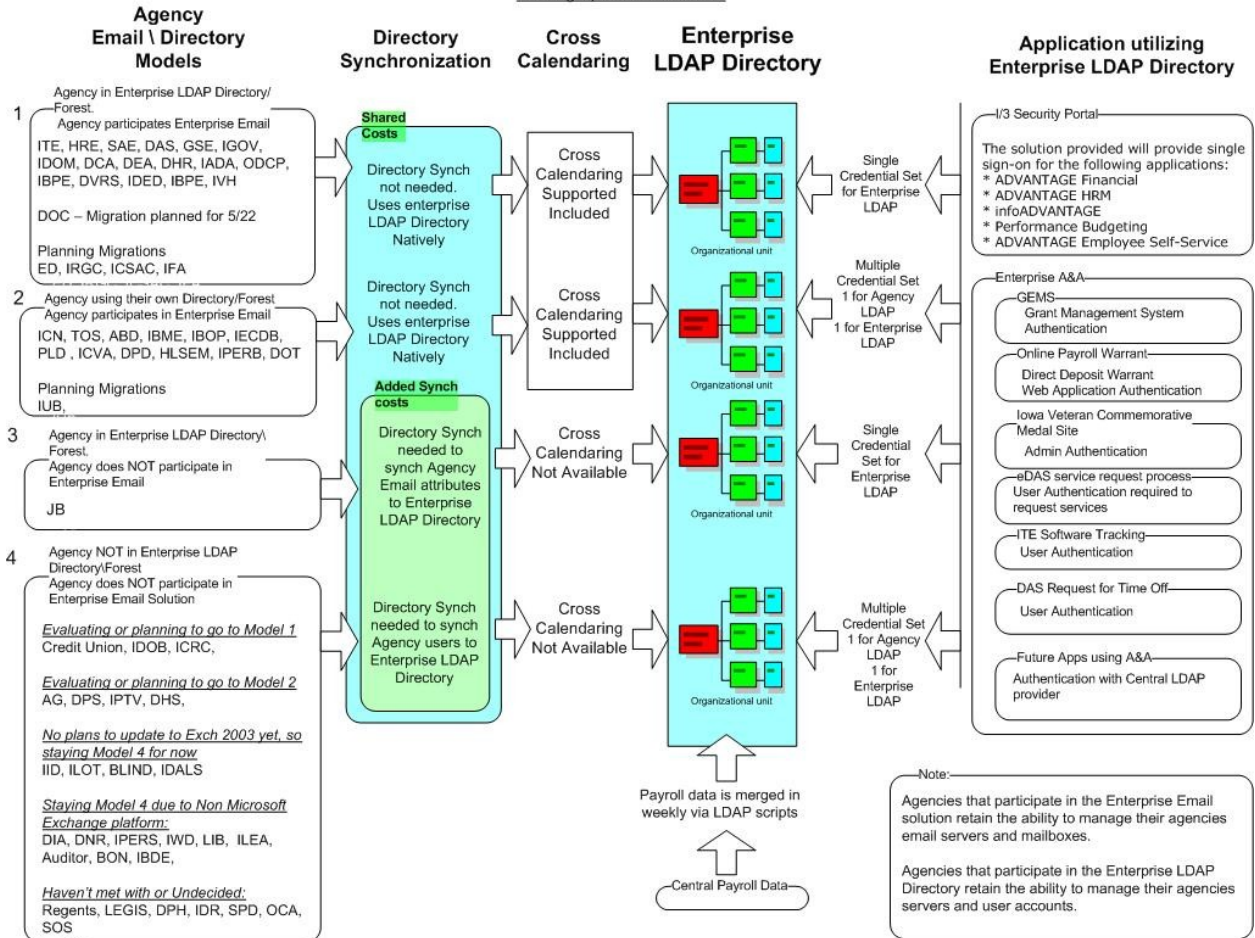 Agency
Email \ Directory
Models
Directory
Synchronization
Cross
Calendaring
Enterprise
LDAP Directory
Application utilizing
Enterprise LDAP Directory
1
Agency in Enterprise LDAP Directory/
Forest.
Agency participates Enterprise Email
ITE, HRE, SAE, DAS, GSE, IGOV,
IDOM, DCA, DEA, DHR, IADA, ODCP,
IBPE, DVRS, IDED, IBPE, IVH
DOC – Migration planned for 5/22
Planning Migrations
ED, IRGC, ICSAC, IFA
2
Agency using their own Directory/Forest
Agency participates in Enterprise Email
ICN, TOS, ABD, IBME, IBOP, IECDB,
PLD , ICVA, DPD, HLSEM, IPERB, DOT
Planning Migrations
IUB,
3
Agency in Enterprise LDAP Directory\
Forest.
Agency does NOT participate in
Enterprise Email
JB
4
Agency NOT in Enterprise LDAP
Directory\Forest
Agency does NOT participate in
Enterprise Email Solution
Evaluating or planning to go to Model 1
Credit Union, IDOB, ICRC,
Evaluating or planning to go to Model 2
AG, DPS, IPTV, DHS,
No plans to update to Exch 2003 yet, so
staying Model 4 for now
IID, ILOT, BLIND, IDALS
Staying Model 4 due to Non Microsoft
Exchange platform:
DIA, DNR, IPERS, IWD, LIB, ILEA,
Auditor, BON, IBDE,
Haven't met with or Undecided:
Regents, LEGIS, DPH, IDR, SPD, OCA,
SOS
Shared
Costs
Directory Synch
not needed.
Uses enterprise
LDAP Directory
Natively
Directory Synch
not needed.
Uses enterprise
LDAP Directory
Natively
Added Synch
costs
Directory Synch
needed to
synch Agency
Email attributes
to Enterprise
LDAP Directory
Directory Synch
needed to synch
Agency users to
Enterprise LDAP
Directory
Cross
Calendaring
Supported
Included
Cross
Calendaring
Supported
Included
Cross
Calendaring
Not Available
Cross
Calendaring
Not Available
Organizational unit
Organizational unit
Organizational unit
Organizational unit
Payroll data is merged in
weekly via LDAP scripts
Central Payroll Data
Single
Credential Set
for Enterprise
LDAP
Multiple
Credential Set
1 for Agency
LDAP
1 for Enterprise
LDAP
Single
Credential
Set for
Enterprise
LDAP
Multiple
Credential Set
1 for Agency
LDAP
1 for
Enterprise
LDAP
I/3 Security Portal
The solution provided will provide single
sign-on for the following applications:
* ADVANTAGE Financial
* ADVANTAGE HRM
* infoADVANTAGE
* Performance Budgeting
* ADVANTAGE Employee Self-Service
Enterprise A&A
GEMS
Grant Management System
Authentication
Online Payroll Warrant
Direct Deposit Warrant
Web Application Authentication
Iowa Veteran Commemorative
Medal Site
Admin Authentication
eDAS service request process
User Authentication required to
request services
ITE Software Tracking
User Authentication
DAS Request for Time Off
User Authentication
Future Apps using A&A
Authentication with Central LDAP
provider
Note:
Agencies that participate in the Enterprise Email
solution retain the ability to manage their agencies
email servers and mailboxes.
Agencies that participate in the Enterprise LDAP
Directory retain the ability to manage their agencies
servers and user accounts.